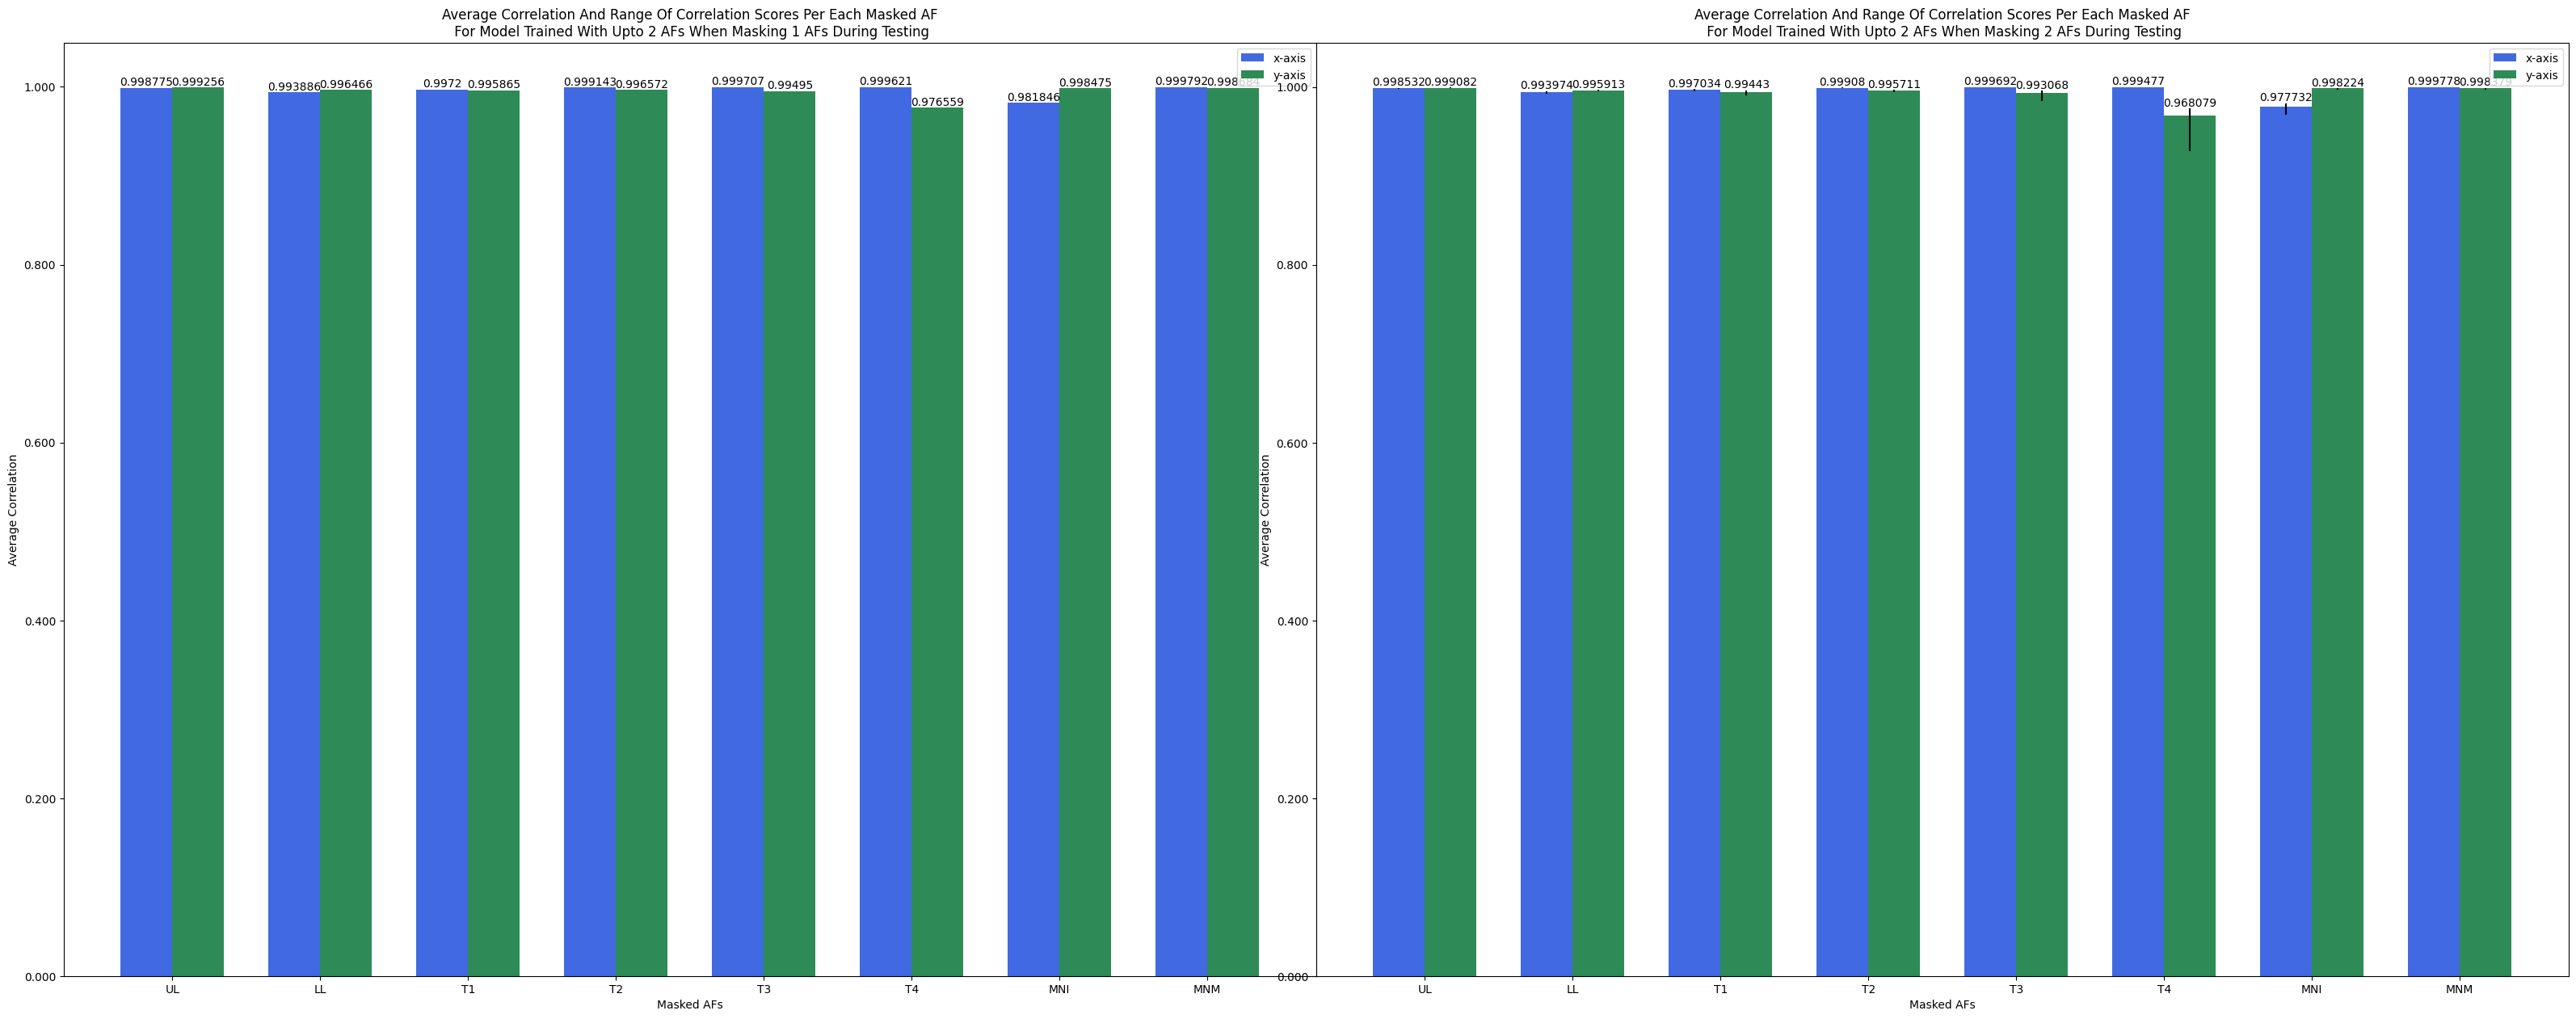 Average Correlation And Range Of Correlation Scores Per Each Masked AF
For Model Trained With Upto 2 AFs When Masking 1 AFs During Testing
x-axis
y-axis
0.998775 0.999256 0.993886 0.996466 0.9972 0.995865 0.999143 0.996572 0.999707 0.99495 0.999621 0.976559 0.981846 0.998475 0.999792
1.000
0.800
0.600
0.400
0.200
0.000
Average Correlation
UL LL T1 T2 T3 T4 MNI MNM
Masked AFs
Average Correlation And Range Of Correlation Scores Per Each Masked AF
For Model Trained With Upto 2 AFs When Masking 2 AFs During Testing
x-axis
y-axis
0.998532 0.999082 0.993974 0.995913 0.997034 0.99443 0.99908 0.995711 0.999692 0.993068 0.999477 0.968079 0.977732 0.998224 0.999778
1.000
0.800
0.600
0.400
0.200
0.000
Average Correlation
UL LL T1 T2 T3 T4 MNI MNM
Masked AFs